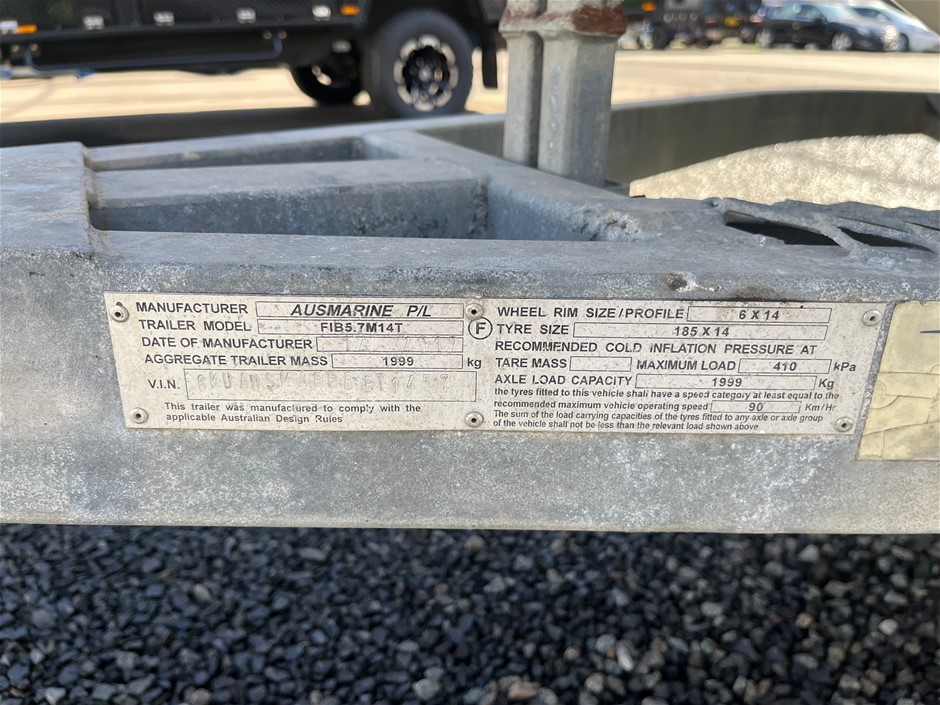 MANUFACTURER AUSMARINE P/L
TRAILER MODEL FIB5.7M14T
DATE OF MANUFACTURER
AGGREGATE TRAILER MASS 1999 kg
V.I.N.
This trailer was manufactured to comply with the
applicable Australian Design Rules
F
WHEEL RIM SIZE/PROFILE 6 X 14
TYRE SIZE 185 X 14
RECOMMENDED COLD INFLATION PRESSURE AT
TARE MASS MAXIMUM LOAD 410 kPa
AXLE LOAD CAPACITY 1999 Kg
the tyres fitted to this vehicle shall have a speed category at least equal to the
recommended maximum vehicle operating speed 90 Km/Hr
The sum of the load carrying capacities of the tyres fitted to any axle or axle group
of the vehicle shall not be less than the relevant load shown above